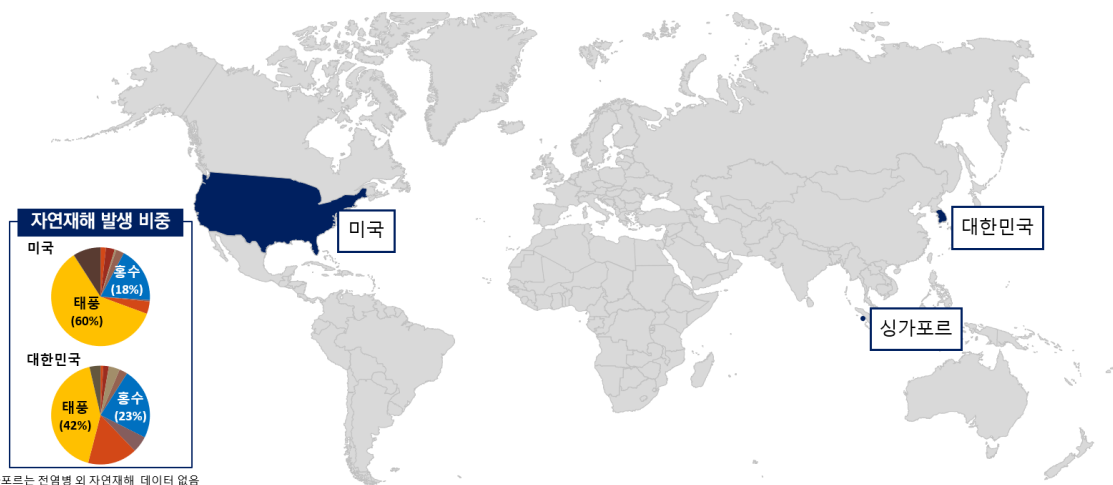 미국
대한민국
싱가포르
자연재해 발생 비중
미국
홍수
(18%)
태풍
(60%)
대한민국
홍수
(23%)
태풍
(42%)
포르는 전염병 외 자연재해 데이터 없음